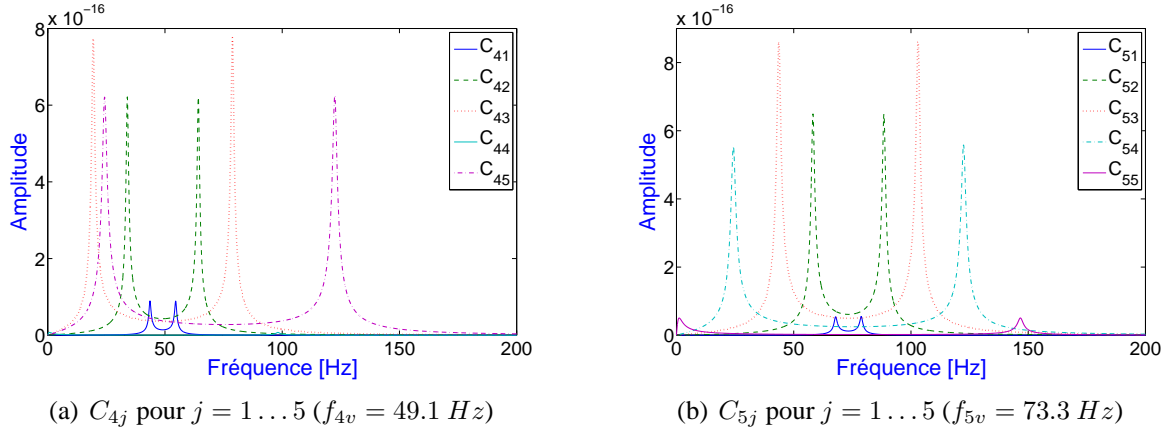 x 10⁻¹⁶
8
6
4
2
0
Amplitude
0 50 100 150 200
Fréquence [Hz]
C₄₁
C₄₂
C₄₃
C₄₄
C₄₅
(a) C₄ⱼ pour j = 1 . . . 5 (f₄ᵥ = 49.1 Hz)
x 10⁻¹⁶
8
6
4
2
0
Amplitude
0 50 100 150 200
Fréquence [Hz]
C₅₁
C₅₂
C₅₃
C₅₄
C₅₅
(b) C₅ⱼ pour j = 1 . . . 5 (f₅ᵥ = 73.3 Hz)